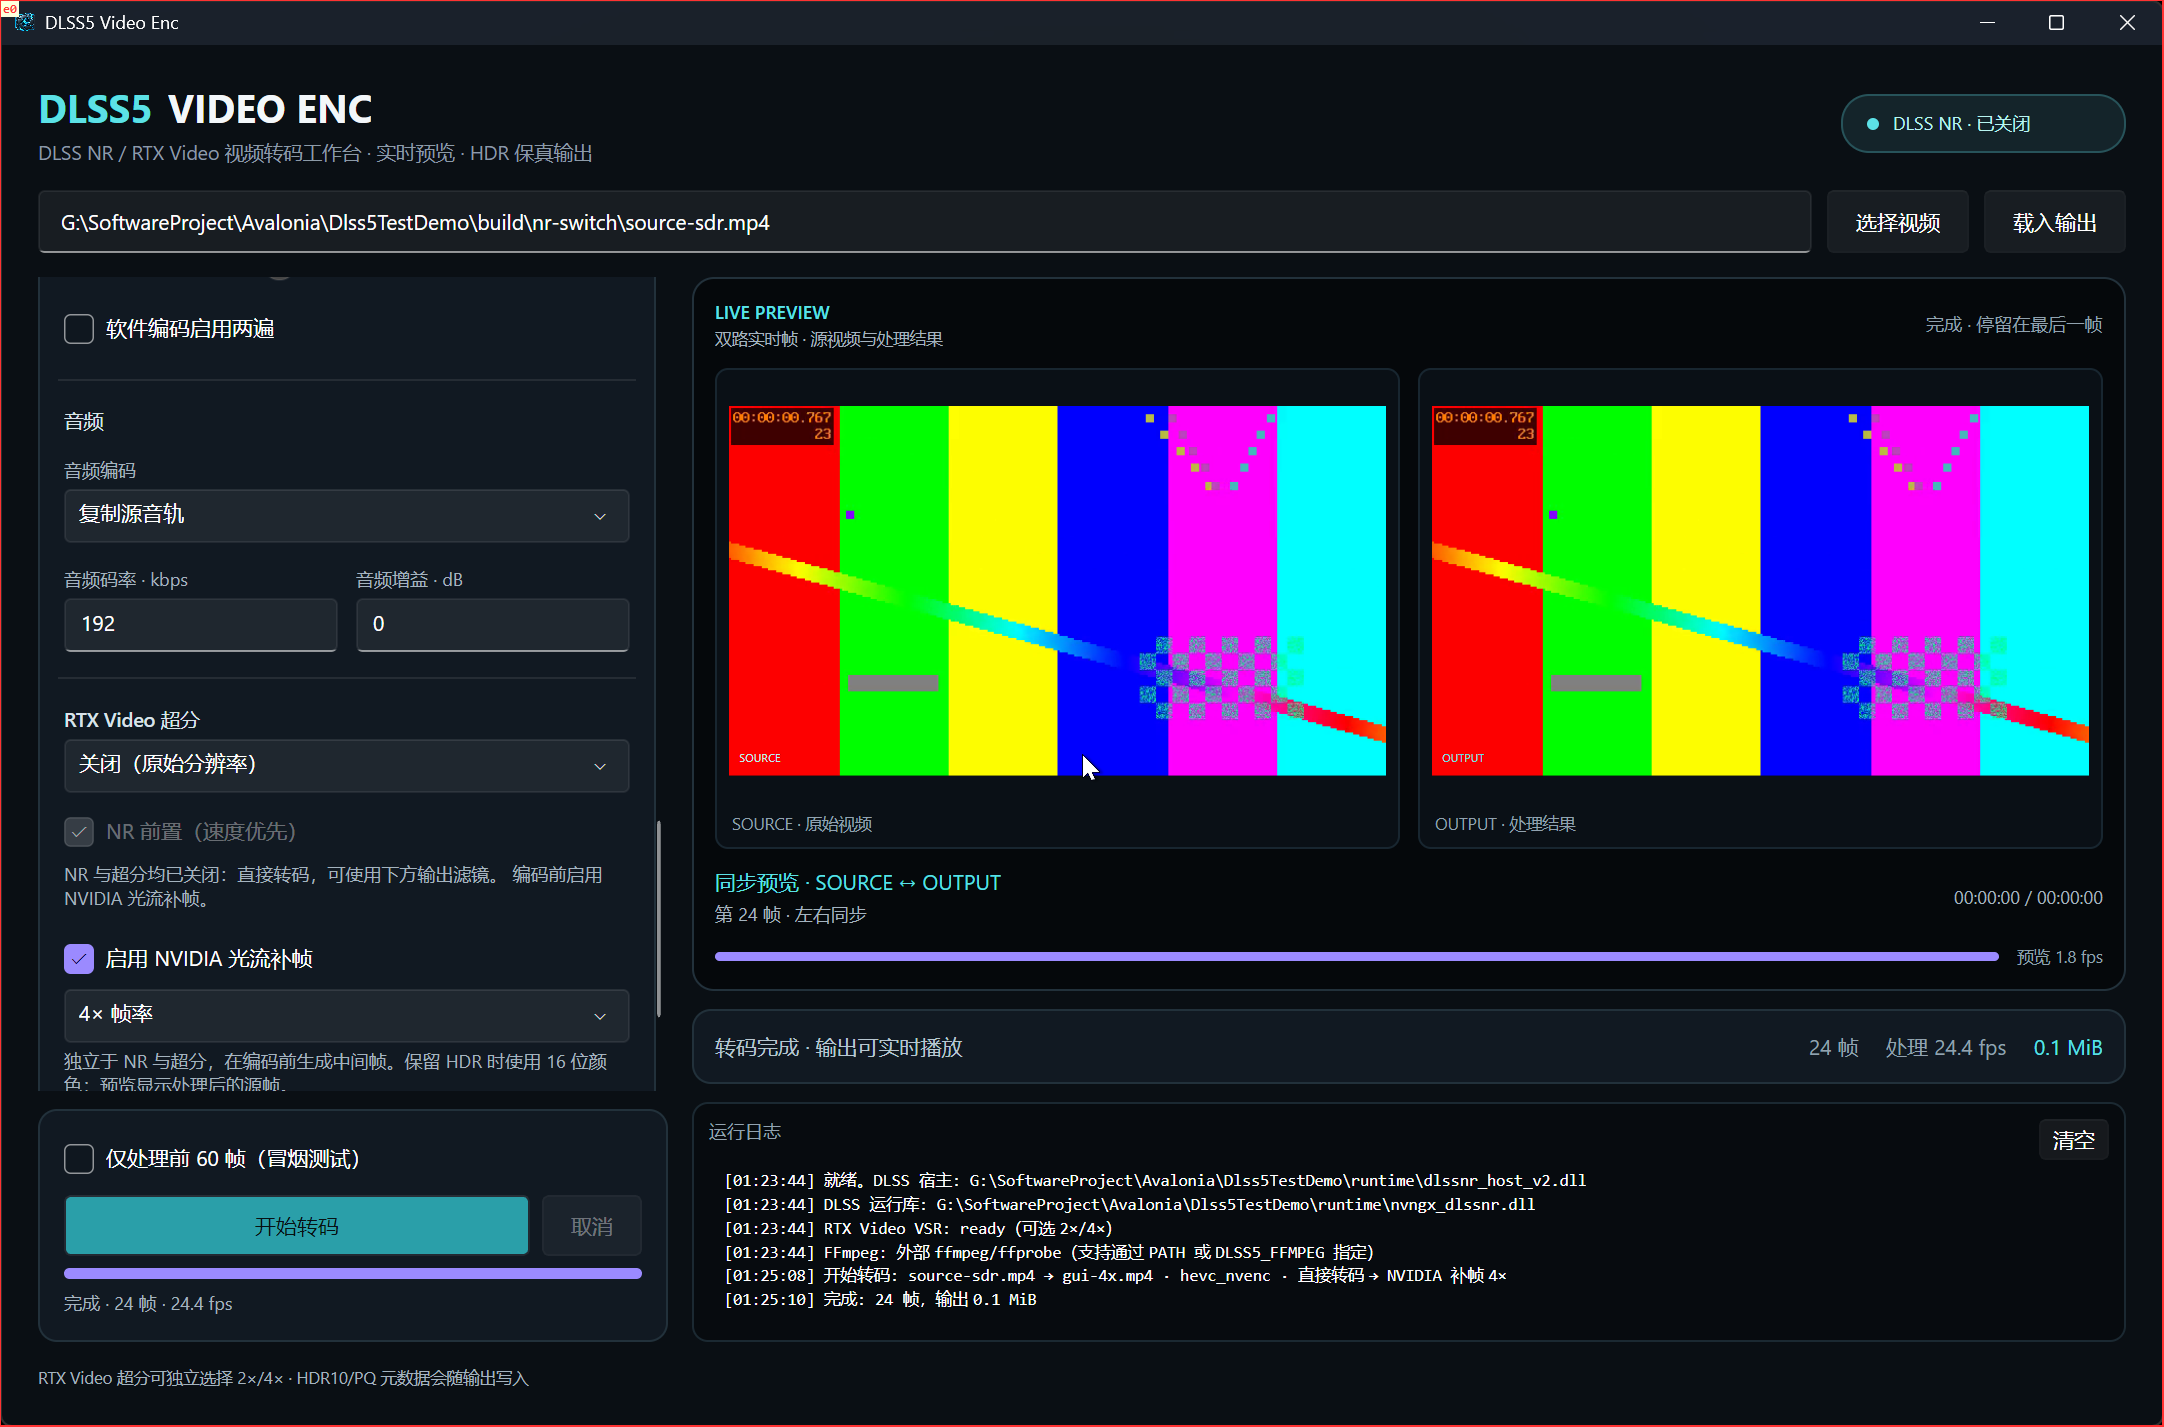 e0
DLSS5 Video Enc
DLSS5 VIDEO ENC
DLSS NR / RTX Video 视频转码工作台 · 实时预览 · HDR 保真输出
DLSS NR · 已关闭
G:\SoftwareProject\Avalonia\Dlss5TestDemo\build\nr-switch\source-sdr.mp4
选择视频
载入输出
软件编码启用两遍
音频
音频编码
复制源音轨
音频码率 · kbps
音频增益 · dB
192
0
RTX Video 超分
关闭（原始分辨率）
NR 前置（速度优先）
NR 与超分均已关闭：直接转码，可使用下方输出滤镜。 编码前启用
NVIDIA 光流补帧。
启用 NVIDIA 光流补帧
4× 帧率
独立于 NR 与超分，在编码前生成中间帧。保留 HDR 时使用 16 位颜
色；预览显示处理后的源帧。
仅处理前 60 帧（冒烟测试）
开始转码
取消
完成 · 24 帧 · 24.4 fps
LIVE PREVIEW
双路实时帧 · 源视频与处理结果
完成 · 停留在最后一帧
00:00:00.767
23
SOURCE
SOURCE · 原始视频
00:00:00.767
23
OUTPUT
OUTPUT · 处理结果
同步预览 · SOURCE ↔ OUTPUT
第 24 帧 · 左右同步
00:00:00 / 00:00:00
预览 1.8 fps
转码完成 · 输出可实时播放
24 帧
处理 24.4 fps
0.1 MiB
运行日志
清空
[01:23:44] 就绪。DLSS 宿主: G:\SoftwareProject\Avalonia\Dlss5TestDemo\runtime\dlssnr_host_v2.dll
[01:23:44] DLSS 运行库: G:\SoftwareProject\Avalonia\Dlss5TestDemo\runtime\nvngx_dlssnr.dll
[01:23:44] RTX Video VSR: ready（可选 2×/4×）
[01:23:44] FFmpeg: 外部 ffmpeg/ffprobe（支持通过 PATH 或 DLSS5_FFMPEG 指定）
[01:25:08] 开始转码: source-sdr.mp4 → gui-4x.mp4 · hevc_nvenc · 直接转码 → NVIDIA 补帧 4×
[01:25:10] 完成: 24 帧，输出 0.1 MiB
RTX Video 超分可独立选择 2×/4× · HDR10/PQ 元数据会随输出写入